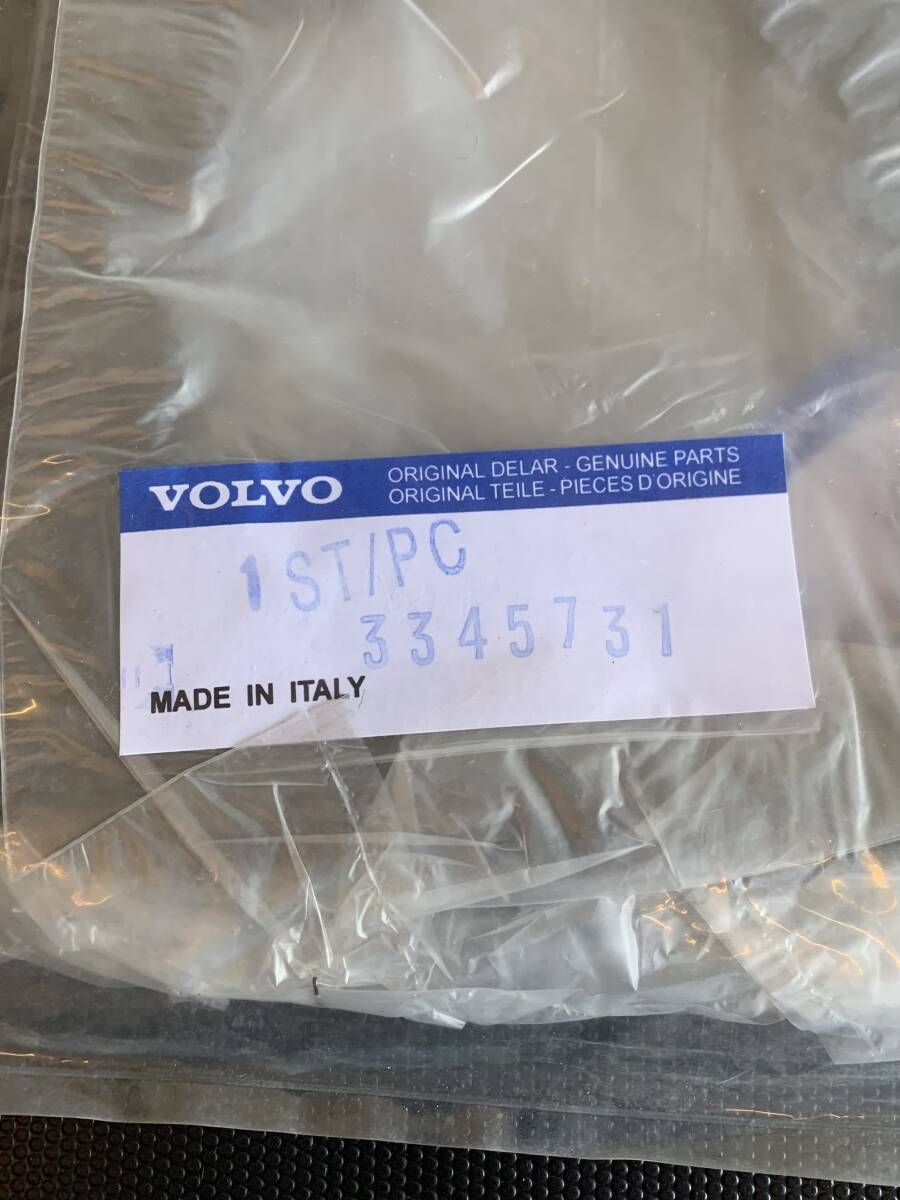 VOLVO
ORIGINAL DELAR - GENUINE PARTS
ORIGINAL TEILE - PIECES D'ORIGINE
1 ST/PC
3345731
MADE IN ITALY